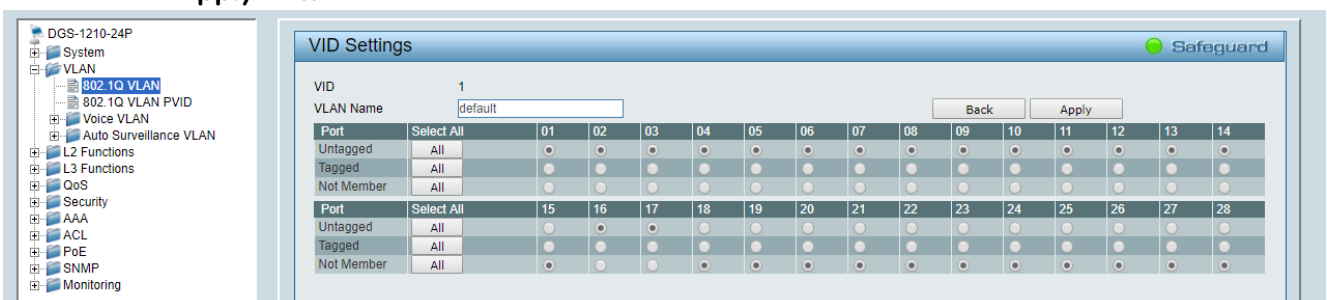 DGS-1210-24P
System
VLAN
802.1Q VLAN
802.1Q VLAN PVID
Voice VLAN
Auto Surveillance VLAN
L2 Functions
L3 Functions
QoS
Security
AAA
ACL
PoE
SNMP
Monitoring
VID Settings Safeguard
VID 1
VLAN Name default Back Apply
Port Select All 01 02 03 04 05 06 07 08 09 10 11 12 13 14
Untagged All
Tagged All
Not Member All
Port Select All 15 16 17 18 19 20 21 22 23 24 25 26 27 28
Untagged All
Tagged All
Not Member All